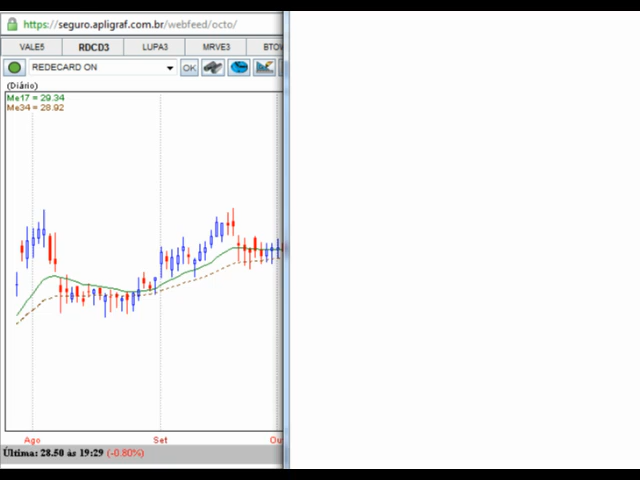 https://seguro.apligraf.com.br/webfeed/octo/
VALE5 RDCD3 LUPA3 MRVE3 BTOW
REDECARD ON OK
(Diário)
Me17 = 29.34
Me34 = 28.92
Ago Set Ou
Última: 28.50 ás 19:29 (-0.80%)